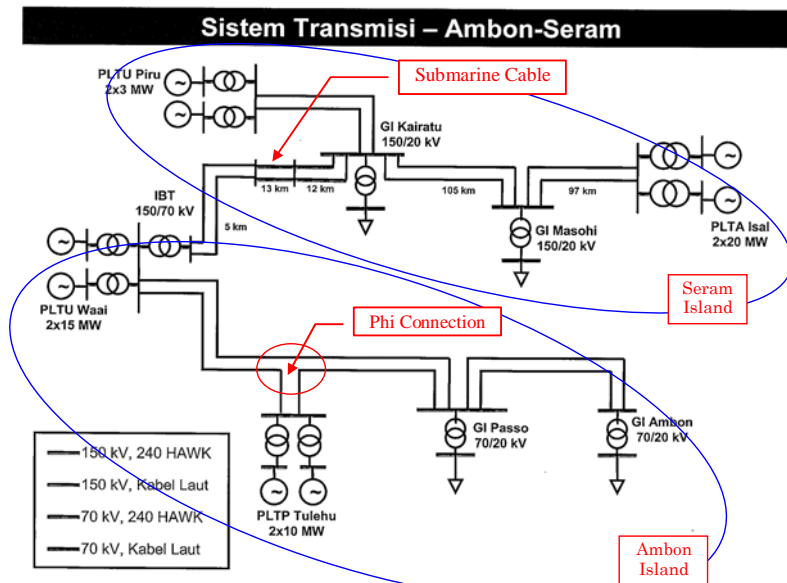 Sistem Transmisi – Ambon-Seram
PLTU Piru
2x3 MW
Submarine Cable
GI Kairatu
150/20 kV
13 km
12 km
105 km
97 km
IBT
150/70 kV
5 km
GI Masohi
150/20 kV
PLTA Isal
2x20 MW
PLTU Waai
2x15 MW
Seram
Island
Phi Connection
GI Passo
70/20 kV
GI Ambon
70/20 kV
PLTP Tulehu
2x10 MW
150 kV, 240 HAWK
150 kV, Kabel Laut
70 kV, 240 HAWK
70 kV, Kabel Laut
Ambon
Island